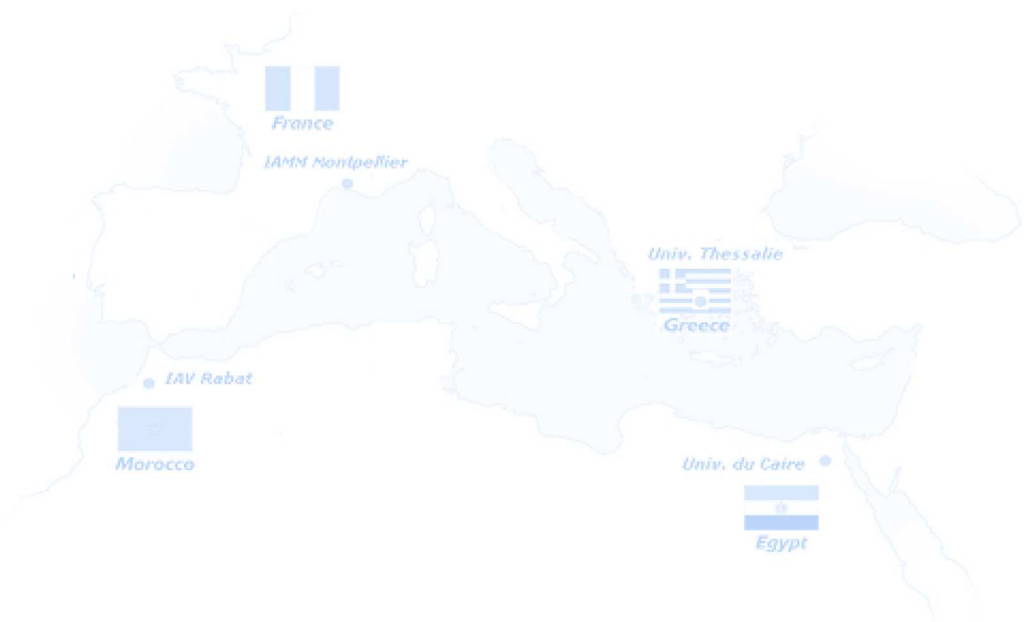 France
IAMM Montpellier
Univ. Thessalie
Greece
IAV Rabat
Morocco
Univ. du Caire
Egypt